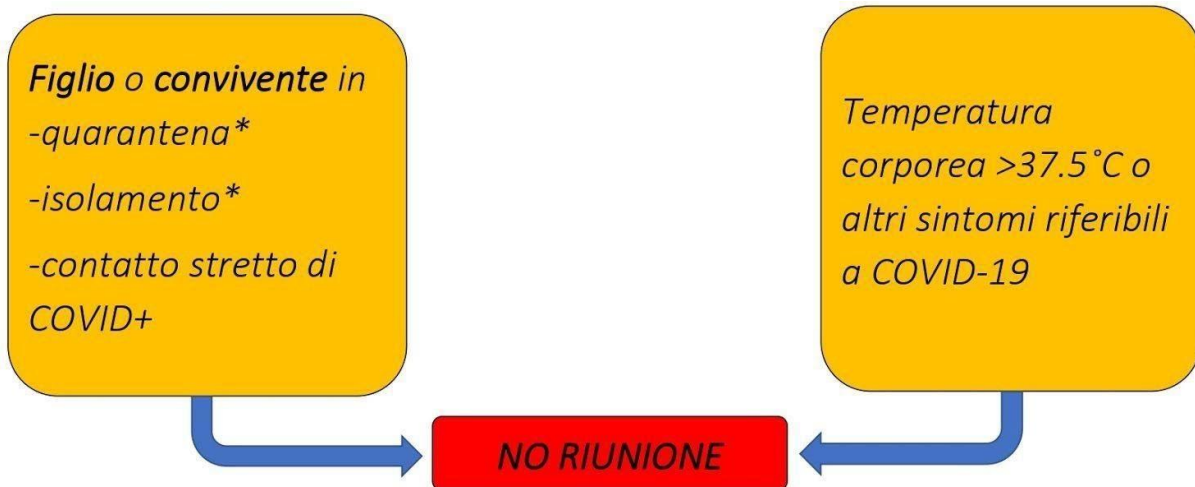 Figlio o convivente in
-quarantena*
-isolamento*
-contatto stretto di
COVID+
Temperatura
corporea >37.5˚C o
altri sintomi riferibili
a COVID-19
NO RIUNIONE